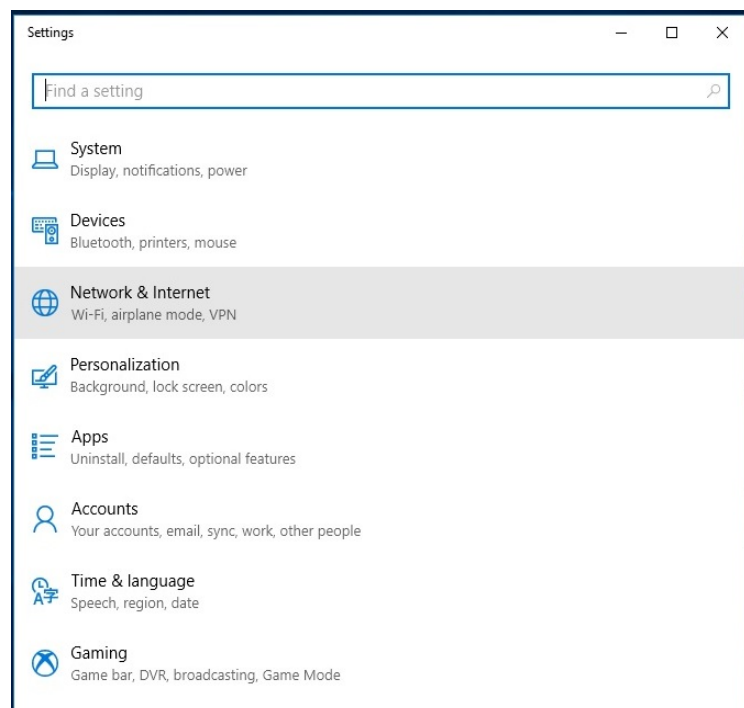 Settings
Find a setting
System
Display, notifications, power
Devices
Bluetooth, printers, mouse
Network & Internet
Wi-Fi, airplane mode, VPN
Personalization
Background, lock screen, colors
Apps
Uninstall, defaults, optional features
Accounts
Your accounts, email, sync, work, other people
Time & language
Speech, region, date
Gaming
Game bar, DVR, broadcasting, Game Mode